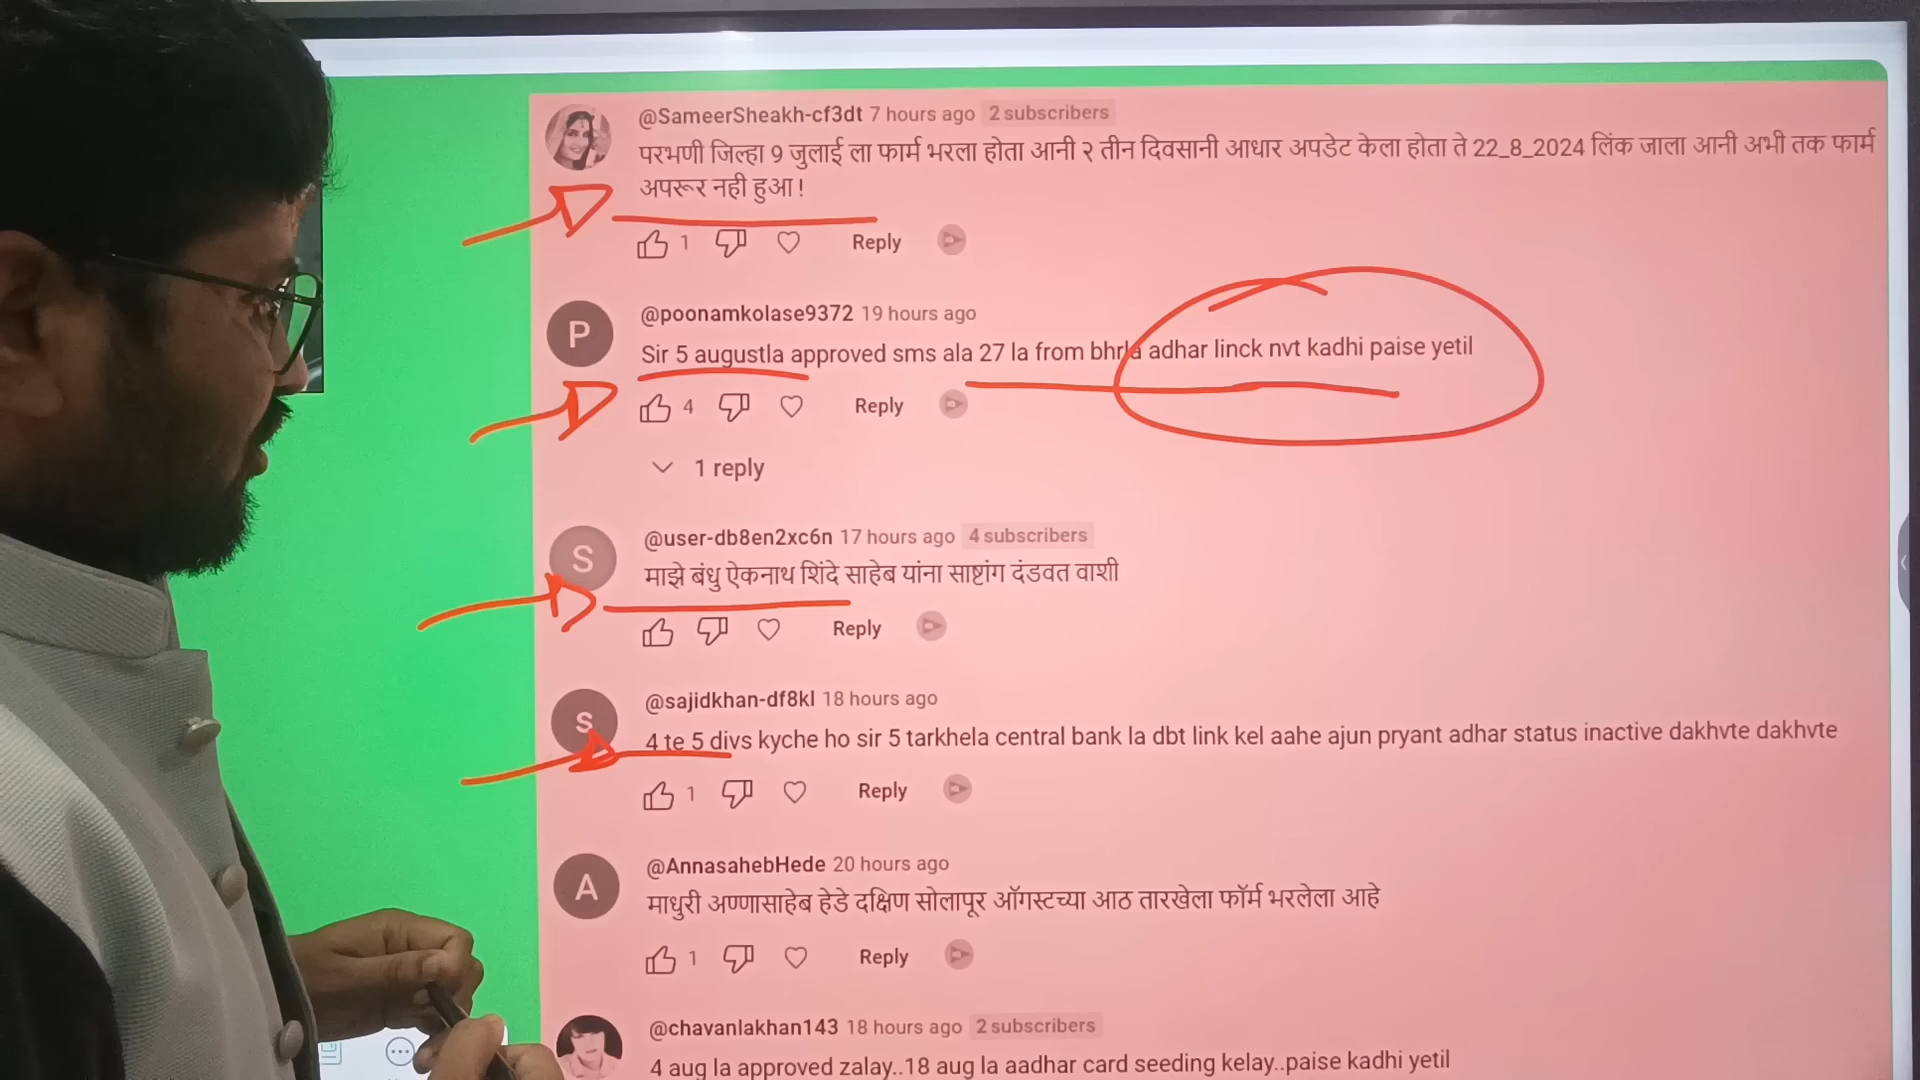 @SameerSheakh-cf3dt 7 hours ago 2 subscribers
परभणी जिल्हा 9 जुलाई ला फार्म भरला होता आनी २ तीन दिवसानी आधार अपडेट केला होता ते 22_8_2024 लिंक जाला आनी अभी तक फार्म
अपरूर नही हुआ !
1 Reply
P
@poonamkolase9372 19 hours ago
Sir 5 augustla approved sms ala 27 la from bhrla adhar linck nvt kadhi paise yetil
4 Reply
1 reply
S
@user-db8en2xc6n 17 hours ago 4 subscribers
माझे बंधु ऐकनाथ शिंदे साहेब यांना साष्टांग दंडवत वाशी
Reply
S
@sajidkhan-df8kl 18 hours ago
4 te 5 divs kyche ho sir 5 tarkhela central bank la dbt link kel aahe ajun pryant adhar status inactive dakhvte dakhvte
1 Reply
A
@AnnasahebHede 20 hours ago
माधुरी अण्णासाहेब हेडे दक्षिण सोलापूर ऑगस्टच्या आठ तारखेला फॉर्म भरलेला आहे
1 Reply
@chavanlakhan143 18 hours ago 2 subscribers
4 aug la approved zalay..18 aug la aadhar card seeding kelay..paise kadhi yetil